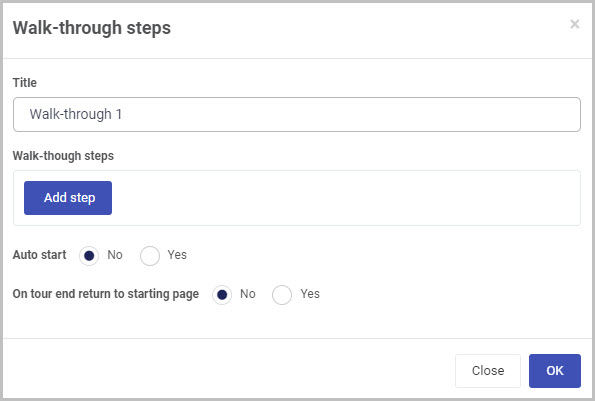 Walk-through steps ×
Title
Walk-through 1
Walk-though steps
Add step
Auto start No Yes
On tour end return to starting page No Yes
Close OK